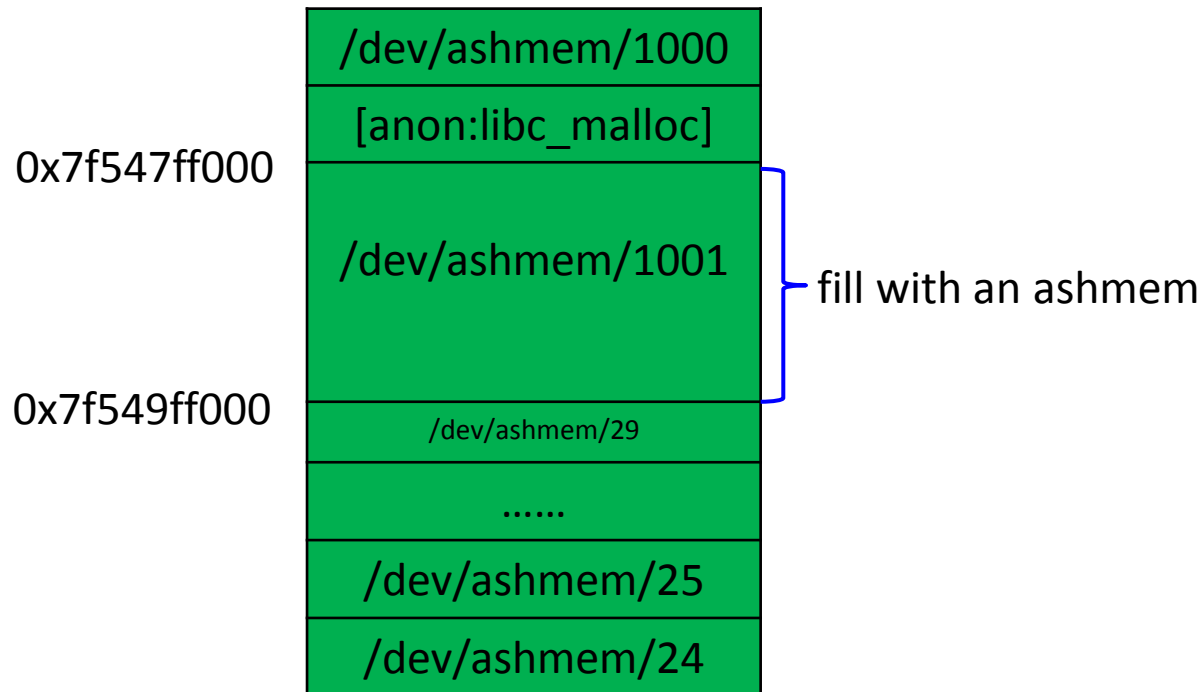 /dev/ashmem/1000
[anon:libc_malloc]
0x7f547ff000
/dev/ashmem/1001
fill with an ashmem
0x7f549ff000
/dev/ashmem/29
......
/dev/ashmem/25
/dev/ashmem/24